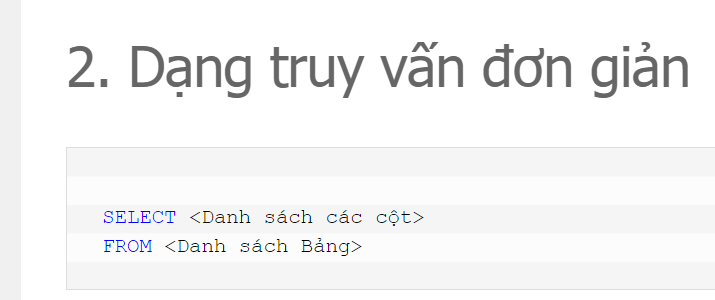 2. Dạng truy vấn đơn giản
SELECT <Danh sách các cột>
FROM <Danh sách Bảng>